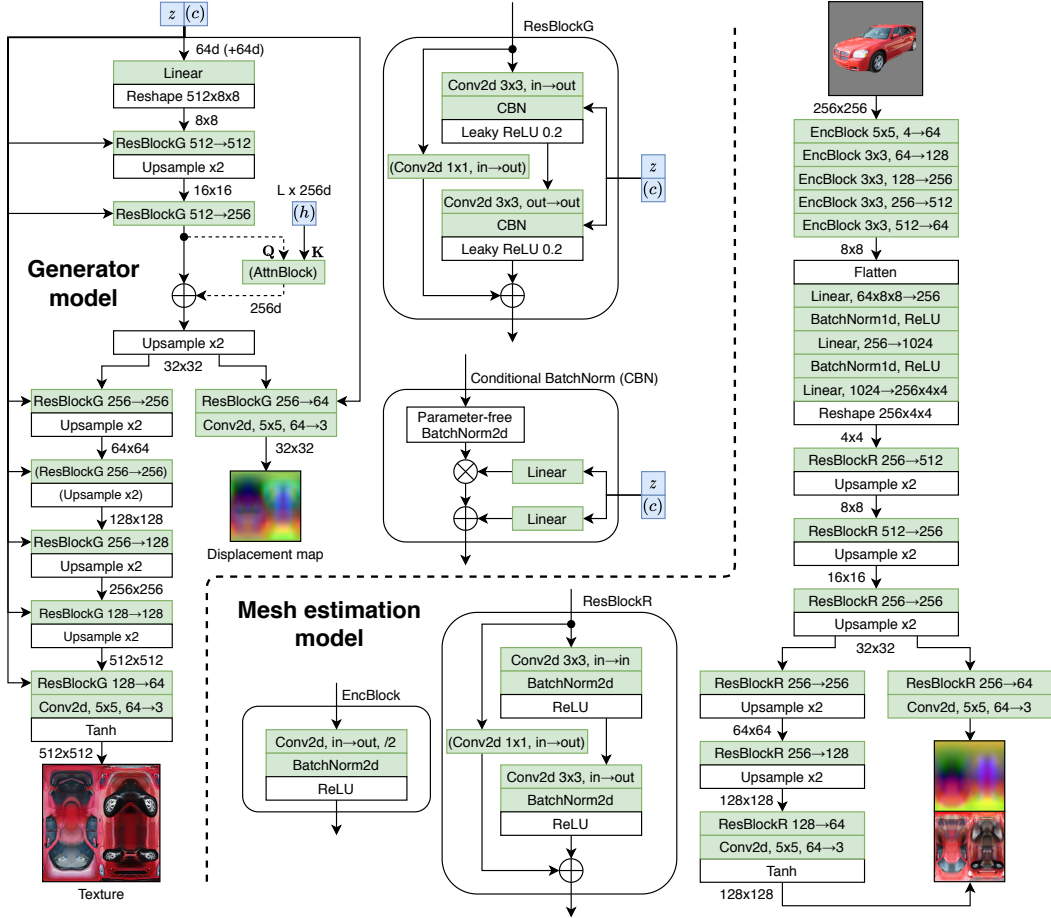 z (c)
64d (+64d)
Linear
Reshape 512x8x8
8x8
ResBlockG 512→512
Upsample x2
16x16
ResBlockG 512→256
L x 256d
(h)
Q
K
(AttnBlock)
256d
Generator
model
Upsample x2
32x32
ResBlockG 256→256
Upsample x2
64x64
(ResBlockG 256→256)
(Upsample x2)
128x128
ResBlockG 256→128
Upsample x2
256x256
ResBlockG 128→128
Upsample x2
512x512
ResBlockG 128→64
Conv2d, 5x5, 64→3
Tanh
512x512
Texture
ResBlockG 256→64
Conv2d, 5x5, 64→3
32x32
Displacement map
ResBlockG
Conv2d 3x3, in→out
CBN
Leaky ReLU 0.2
(Conv2d 1x1, in→out)
Conv2d 3x3, out→out
CBN
Leaky ReLU 0.2
z
(c)
Conditional BatchNorm (CBN)
Parameter-free
BatchNorm2d
Linear
Linear
z
(c)
Mesh estimation
model
EncBlock
Conv2d, in→out, /2
BatchNorm2d
ReLU
ResBlockR
Conv2d 3x3, in→in
BatchNorm2d
ReLU
(Conv2d 1x1, in→out)
Conv2d 3x3, in→out
BatchNorm2d
ReLU
256x256
EncBlock 5x5, 4→64
EncBlock 3x3, 64→128
EncBlock 3x3, 128→256
EncBlock 3x3, 256→512
EncBlock 3x3, 512→64
8x8
Flatten
Linear, 64x8x8→256
BatchNorm1d, ReLU
Linear, 256→1024
BatchNorm1d, ReLU
Linear, 1024→256x4x4
Reshape 256x4x4
4x4
ResBlockR 256→512
Upsample x2
8x8
ResBlockR 512→256
Upsample x2
16x16
ResBlockR 256→256
Upsample x2
32x32
ResBlockR 256→256
Upsample x2
64x64
ResBlockR 256→128
Upsample x2
128x128
ResBlockR 128→64
Conv2d, 5x5, 64→3
Tanh
128x128
ResBlockR 256→64
Conv2d, 5x5, 64→3